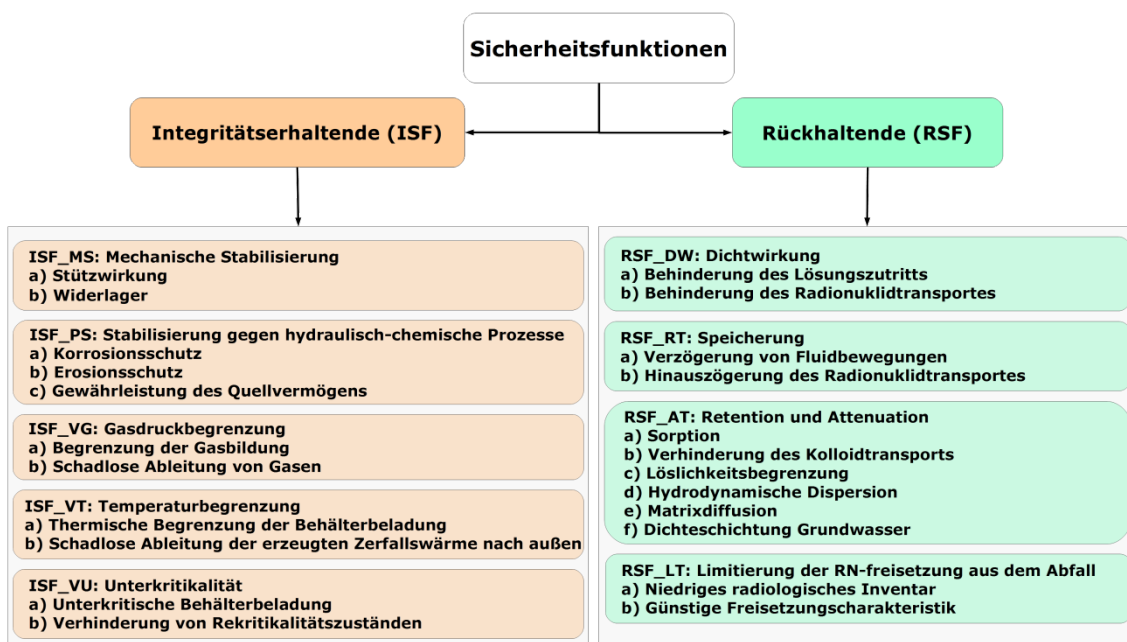 Sicherheitsfunktionen
Integritätserhaltende (ISF)
Rückhaltende (RSF)
ISF_MS: Mechanische Stabilisierung
a) Stützwirkung
b) Widerlager
ISF_PS: Stabilisierung gegen hydraulisch-chemische Prozesse
a) Korrosionsschutz
b) Erosionsschutz
c) Gewährleistung des Quellvermögens
ISF_VG: Gasdruckbegrenzung
a) Begrenzung der Gasbildung
b) Schadlose Ableitung von Gasen
ISF_VT: Temperaturbegrenzung
a) Thermische Begrenzung der Behälterbeladung
b) Schadlose Ableitung der erzeugten Zerfallswärme nach außen
ISF_VU: Unterkritikalität
a) Unterkritische Behälterbeladung
b) Verhinderung von Rekritikalitätszuständen
RSF_DW: Dichtwirkung
a) Behinderung des Lösungszutritts
b) Behinderung des Radionuklidtransportes
RSF_RT: Speicherung
a) Verzögerung von Fluidbewegungen
b) Hinauszögerung des Radionuklidtransportes
RSF_AT: Retention und Attenuation
a) Sorption
b) Verhinderung des Kolloidtransports
c) Löslichkeitsbegrenzung
d) Hydrodynamische Dispersion
e) Matrixdiffusion
f) Dichteschichtung Grundwasser
RSF_LT: Limitierung der RN-freisetzung aus dem Abfall
a) Niedriges radiologisches Inventar
b) Günstige Freisetzungscharakteristik